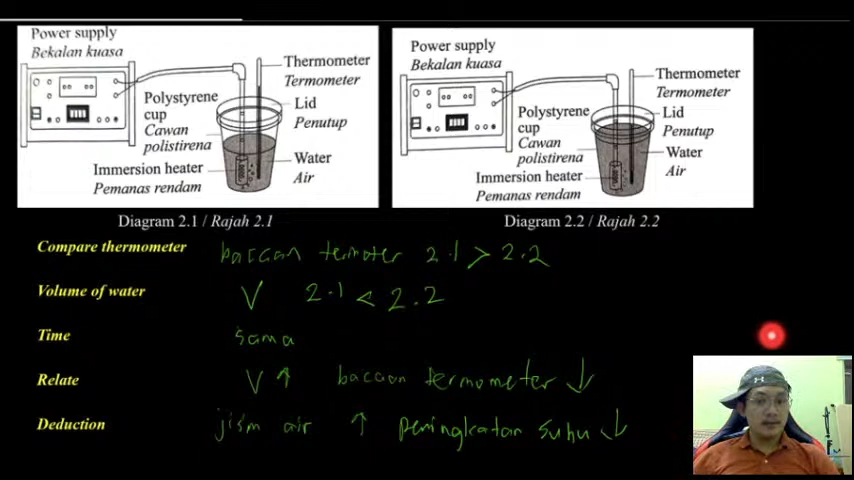 Power supply
Bekalan kuasa
Thermometer
Termometer
Polystyrene
cup
Cawan
polistirena
Lid
Penutup
Immersion heater
Pemanas rendam
Water
Air
Diagram 2.1 / Rajah 2.1
Power supply
Bekalan kuasa
Thermometer
Termometer
Polystyrene
cup
Cawan
polistirena
Lid
Penutup
Immersion heater
Pemanas rendam
Water
Air
Diagram 2.2 / Rajah 2.2
Compare thermometer bacaan 2.1 > 2.2
Volume of water V 2.1 < 2.2
Time sama
Relate V ↑ bacaan termometer ↓
Deduction jisim air ↑ peningkatan suhu ↓